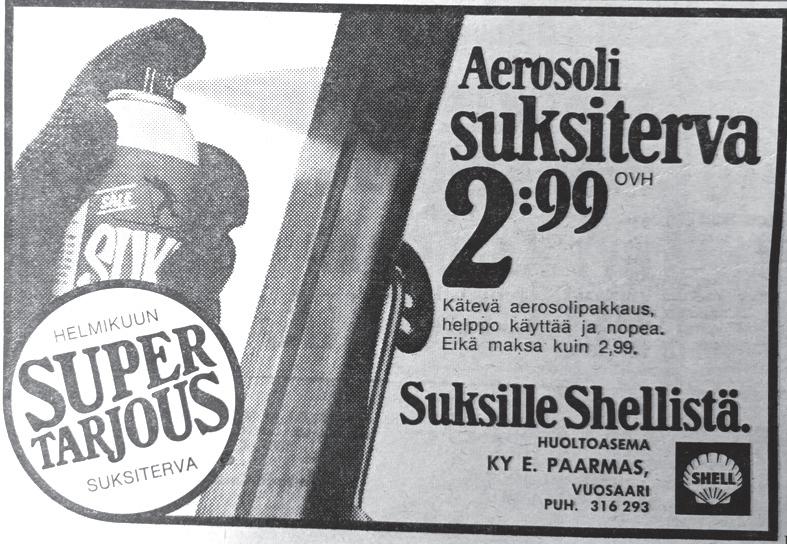 Aerosoli
suksiterva
2:99 OVH
Kätevä aerosolipakkaus,
helppo käyttää ja nopea.
Eikä maksa kuin 2,99.
Suksille Shellistä.
HUOLTOASEMA
KY E. PAARMAS,
VUOSAARI
PUH. 316 293
SHELL
HELMIKUUN
SUPER
TARJOUS
SUKSITERVA
SUK